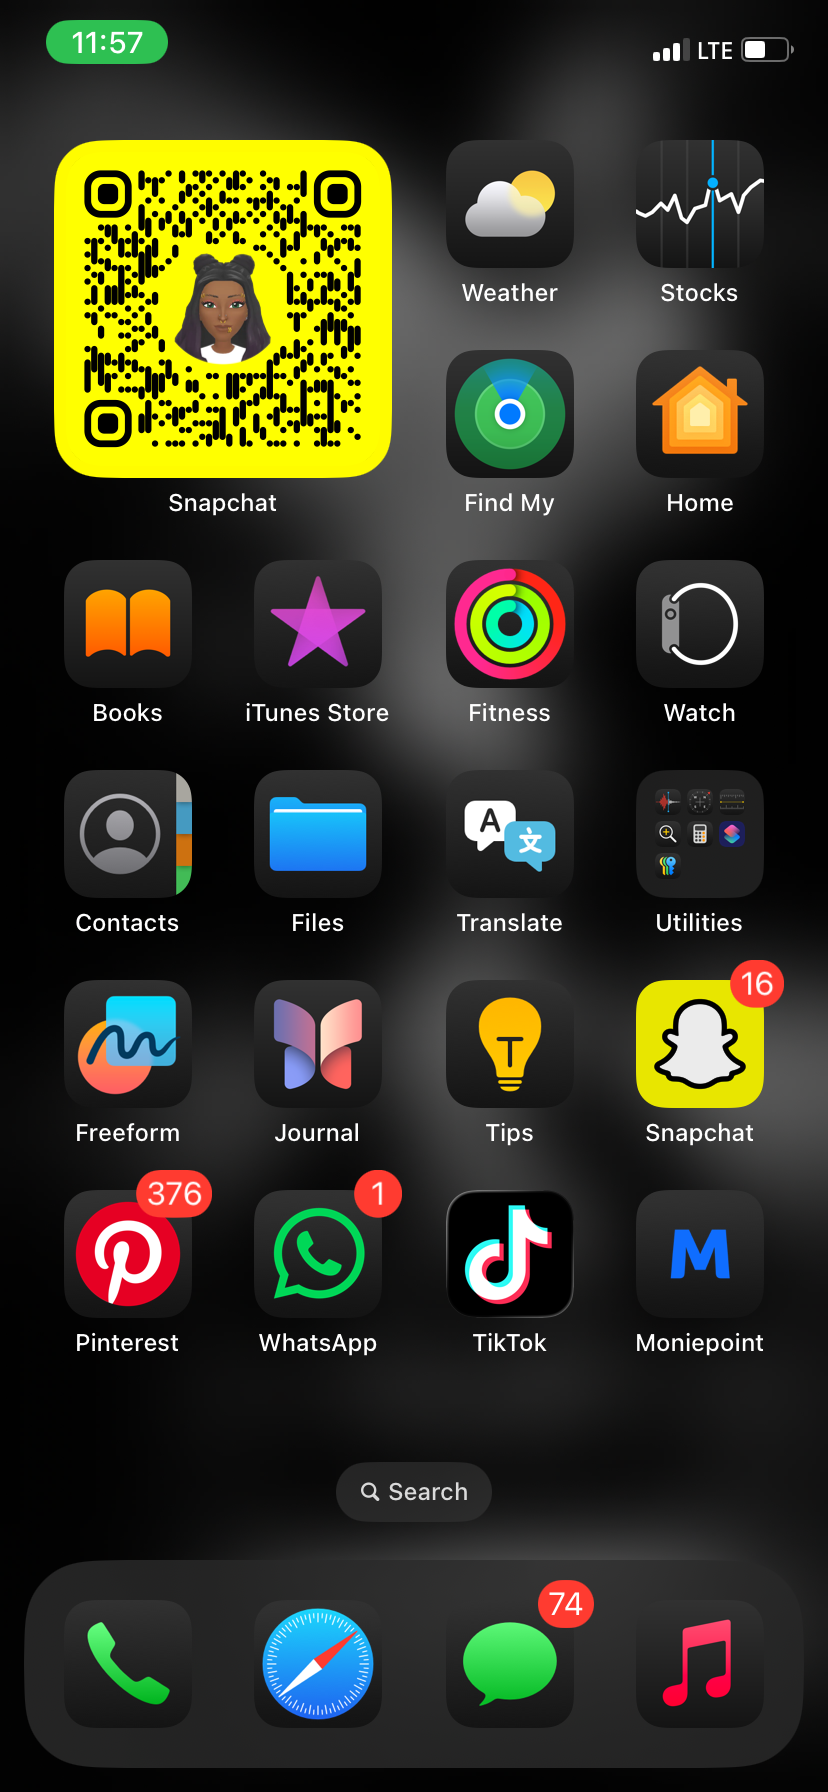 11:57 LTE
Weather Stocks
Snapchat Find My Home
Books iTunes Store Fitness Watch
A 文
Contacts Files Translate Utilities
T 16
Freeform Journal Tips Snapchat
376 1
M
Pinterest WhatsApp TikTok Moniepoint
Search
74